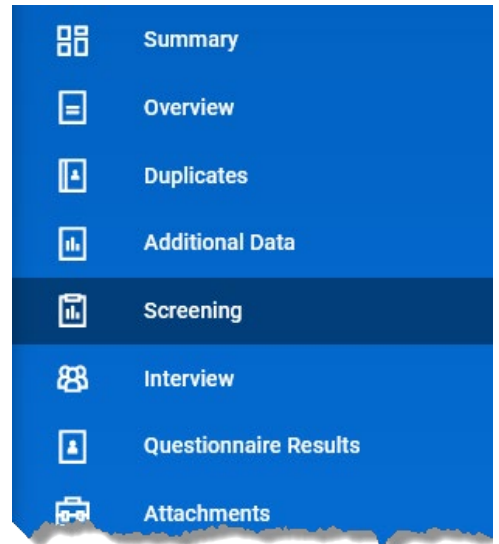 Summary
Overview
Duplicates
Additional Data
Screening
Interview
Questionnaire Results
Attachments